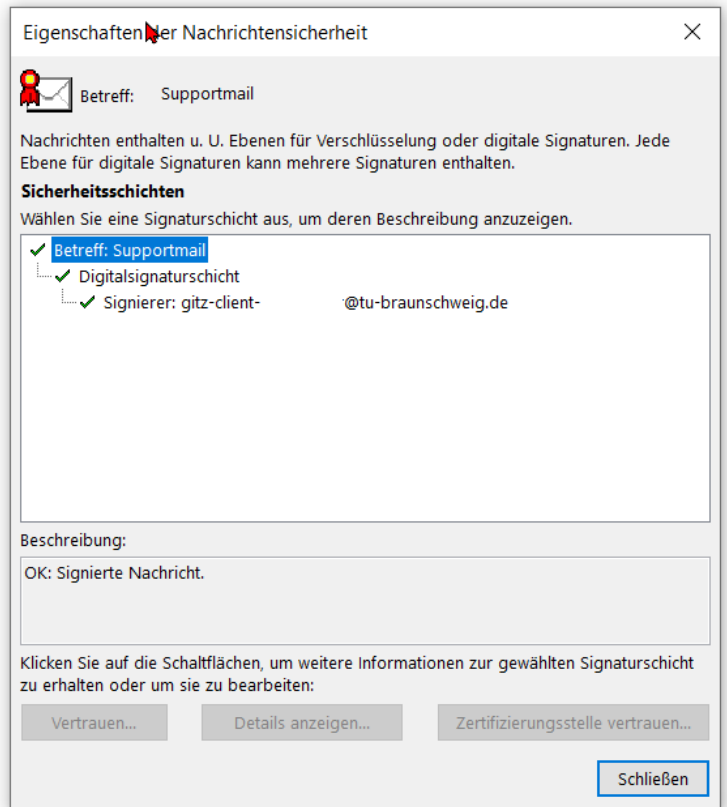 Eigenschaften der Nachrichtensicherheit
Betreff: Supportmail
Nachrichten enthalten u. U. Ebenen für Verschlüsselung oder digitale Signaturen. Jede
Ebene für digitale Signaturen kann mehrere Signaturen enthalten.
Sicherheitsschichten
Wählen Sie eine Signaturschicht aus, um deren Beschreibung anzuzeigen.
Betreff: Supportmail
Digitalsignaturschicht
Signierer: gitz-client- @tu-braunschweig.de
Beschreibung:
OK: Signierte Nachricht.
Klicken Sie auf die Schaltflächen, um weitere Informationen zur gewählten Signaturschicht
zu erhalten oder um sie zu bearbeiten:
Vertrauen... Details anzeigen... Zertifizierungsstelle vertrauen...
Schließen